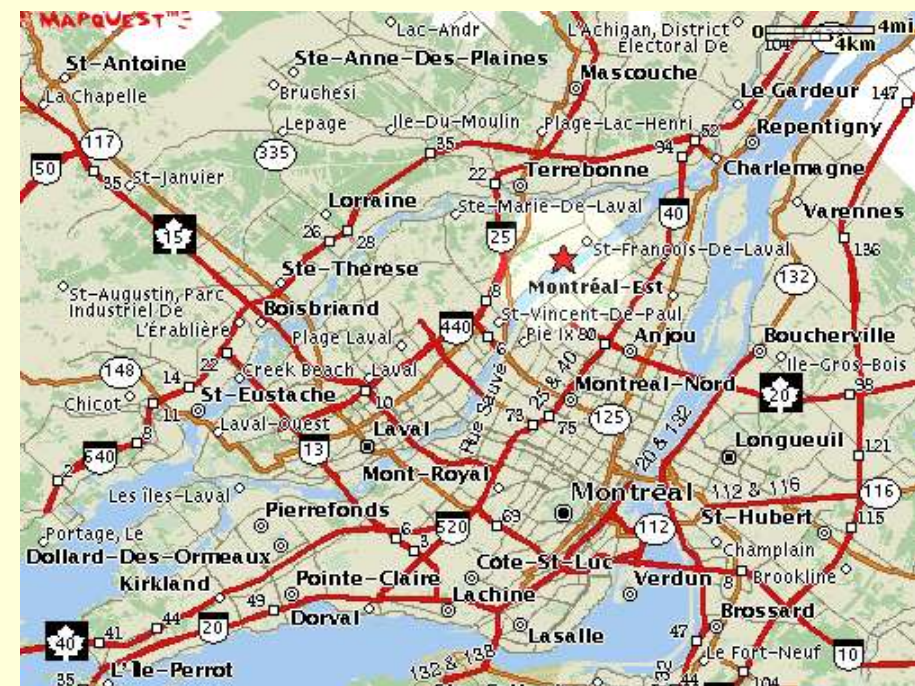 MAPQUEST
Lac-Andr
L'Achigan, District
Électoral De
0
4mi
4km
104
St-Antoine
Ste-Anne-Des-Plaines
Mascouche
La Chapelle
Bruchesi
Le Gardeur
147
117
Lepage
Ile-Du-Moulin
Plage-Lac-Henri
52
Repentigny
50
335
35
94
35
St-Janvier
22
Terrebonne
Charlemagne
Lorraine
Ste-Marie-De-Laval
40
Varennes
15
26
28
25
St-François-De-Laval
136
Ste-Therese
132
St-Augustin, Parc
Industriel De
Montréal-Est
L'Érablière
Boisbriand
8
St-Vincent-De-Paul
Plage Laval
440
Pie Ix 80
Anjou
Boucherville
22
6
Ile-Gros-Bois
148
Creek Beach
Laval
Rue Sauvé
25 & 40
Montreal-Nord
20
98
14
Chicot
11
St-Eustache
10
73
75
125
20 & 132
Laval-Ouest
Laval
Longueuil
8
640
13
121
2
Mont-Royal
Les îles-Laval
Montréal
112 & 116
116
Pierrefonds
520
69
112
St-Hubert
115
Portage, Le
6
3
Dollard-Des-Ormeaux
Cote-St-Luc
Champlain
Kirkland
Pointe-Claire
Verdun
8
Brookline
49
Dorval
Lachine
Brossard
44
20
40
41
Lasalle
47
Le Fort-Neuf
10
L'Ile-Perrot
132 & 138
35
44
104